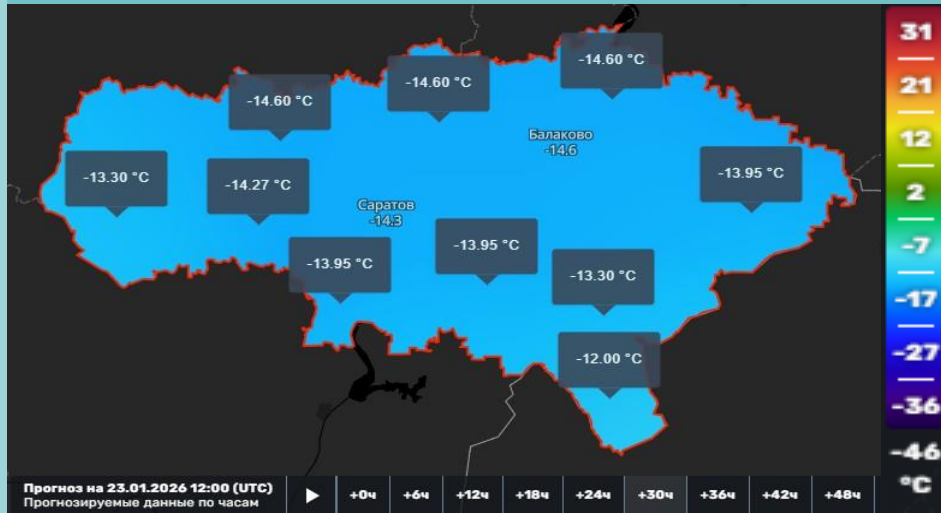 31
21
12
2
-7
-17
-27
-36
-46
°C
-14.60 °C
-14.60 °C
-14.60 °C
Балаково
-14.6
-13.30 °C
-14.27 °C
-13.95 °C
Саратов
-14.3
-13.95 °C
-13.95 °C
-13.30 °C
-12.00 °C
Прогноз на 23.01.2026 12:00 (UTC)
Прогнозируемые данные по часам
+0ч +6ч +12ч +18ч +24ч +30ч +36ч +42ч +48ч